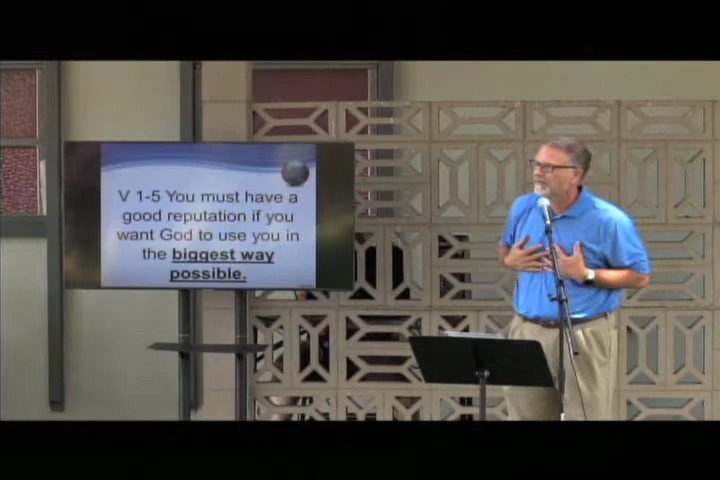 V 1-5 You must have a
good reputation if you
want God to use you in
the biggest way
possible.